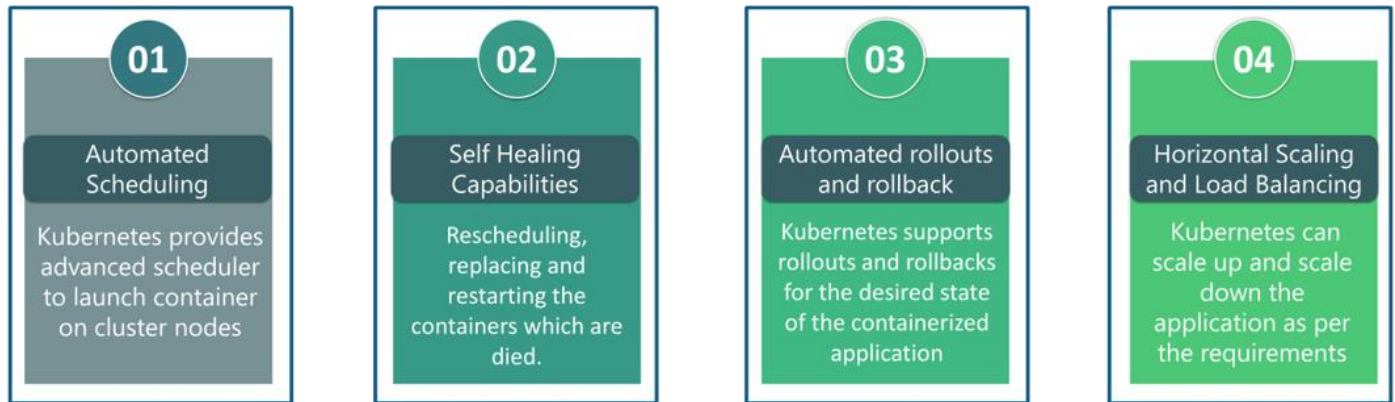 01
Automated
Scheduling
Kubernetes provides
advanced scheduler
to launch container
on cluster nodes
02
Self Healing
Capabilities
Rescheduling,
replacing and
restarting the
containers which are
died.
03
Automated rollouts
and rollback
Kubernetes supports
rollouts and rollbacks
for the desired state
of the containerized
application
04
Horizontal Scaling
and Load Balancing
Kubernetes can
scale up and scale
down the
application as per
the requirements